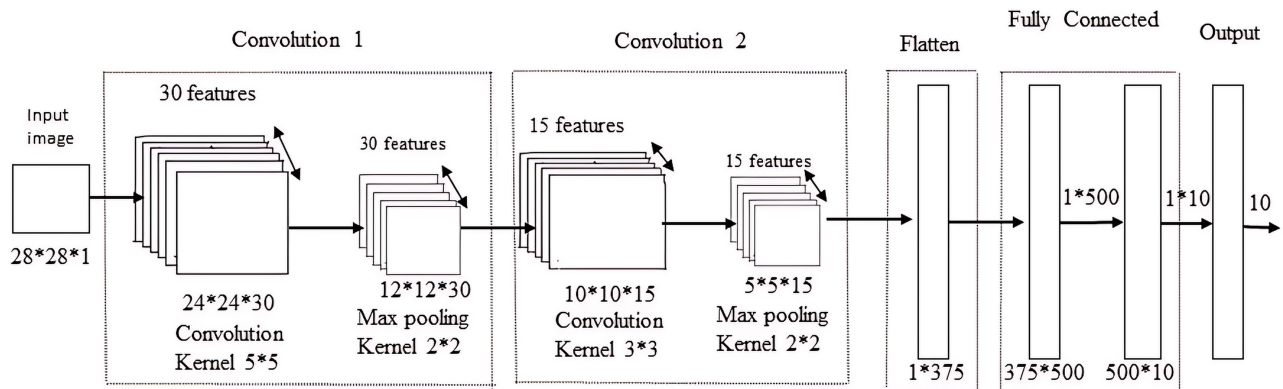 Convolution 1
Convolution 2
Flatten
Fully Connected
Output
Input
image
28*28*1
30 features
24*24*30
Convolution
Kernel 5*5
30 features
12*12*30
Max pooling
Kernel 2*2
15 features
10*10*15
Convolution
Kernel 3*3
15 features
5*5*15
Max pooling
Kernel 2*2
1*375
375*500
1*500
500*10
1*10
10